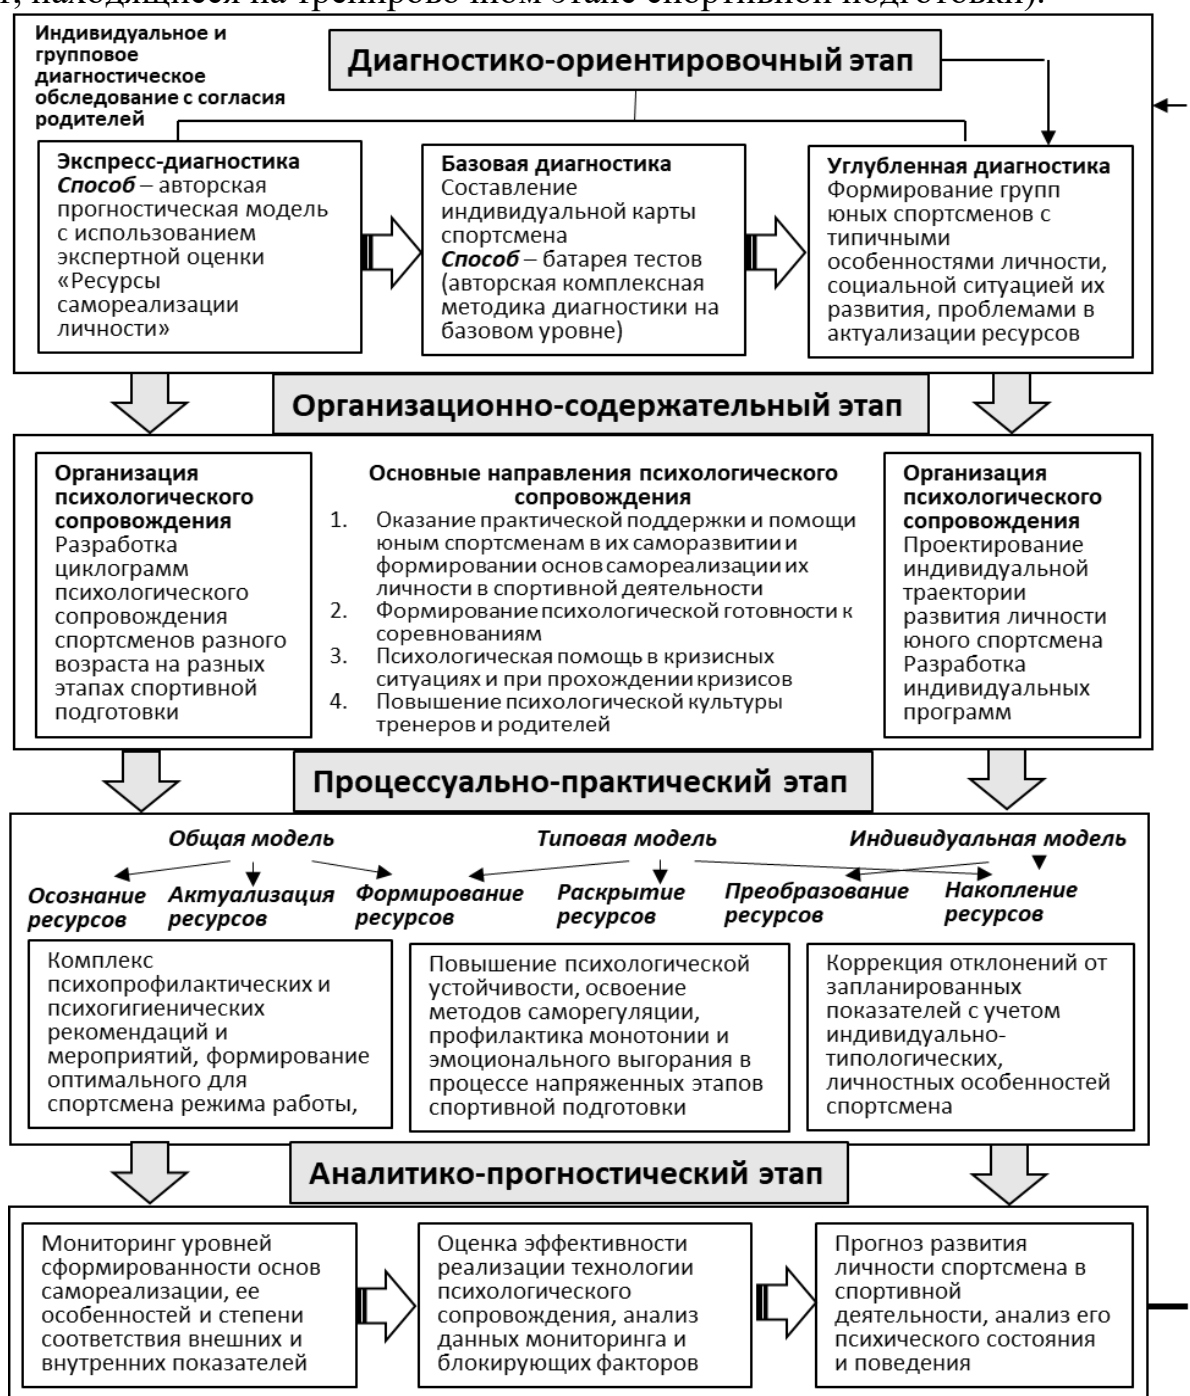 , находящиеся на тренировочном этапе спортивной подготовки).
Индивидуальное и
групповое
диагностическое
обследование с согласия
родителей
Диагностико-ориентировочный этап
Экспресс-диагностика
Способ – авторская
прогностическая модель
с использованием
экспертной оценки
«Ресурсы
самореализации
личности»
Базовая диагностика
Составление
индивидуальной карты
спортсмена
Способ – батарея тестов
(авторская комплексная
методика диагностики на
базовом уровне)
Углубленная диагностика
Формирование групп
юных спортсменов с
типичными
особенностями личности,
социальной ситуацией их
развития, проблемами в
актуализации ресурсов
Организационно-содержательный этап
Организация
психологического
сопровождения
Разработка
циклограмм
психологического
сопровождения
спортсменов разного
возраста на разных
этапах спортивной
подготовки
Основные направления психологического
сопровождения
1. Оказание практической поддержки и помощи
юным спортсменам в их саморазвитии и
формировании основ самореализации их
личности в спортивной деятельности
2. Формирование психологической готовности к
соревнованиям
3. Психологическая помощь в кризисных
ситуациях и при прохождении кризисов
4. Повышение психологической культуры
тренеров и родителей
Организация
психологического
сопровождения
Проектирование
индивидуальной
траектории
развития личности
юного спортсмена
Разработка
индивидуальных
программ
Процессуально-практический этап
Общая модель
Типовая модель
Индивидуальная модель
Осознание
ресурсов
Актуализация
ресурсов
Формирование
ресурсов
Раскрытие
ресурсов
Преобразование
ресурсов
Накопление
ресурсов
Комплекс
психопрофилактических и
психогигиенических
рекомендаций и
мероприятий, формирование
оптимального для
спортсмена режима работы,
Повышение психологической
устойчивости, освоение
методов саморегуляции,
профилактика монотонии и
эмоционального выгорания в
процессе напряженных этапов
спортивной подготовки
Коррекция отклонений от
запланированных
показателей с учетом
индивидуально-
типологических,
личностных особенностей
спортсмена
Аналитико-прогностический этап
Мониторинг уровней
сформированности основ
самореализации, ее
особенностей и степени
соответствия внешних и
внутренних показателей
Оценка эффективности
реализации технологии
психологического
сопровождения, анализ
данных мониторинга и
блокирующих факторов
Прогноз развития
личности спортсмена в
спортивной
деятельности, анализ его
психического состояния
и поведения